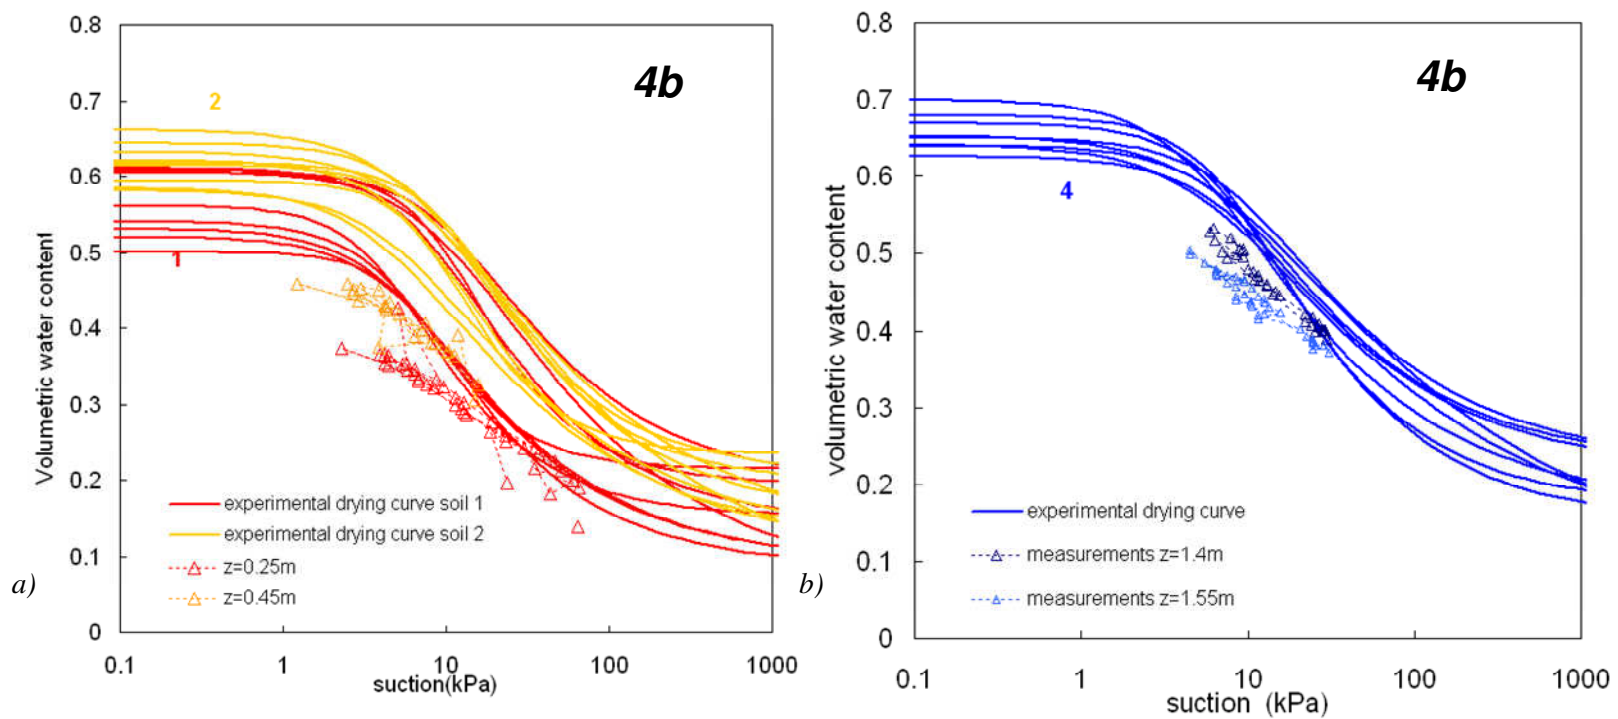 0.8
0.7
0.6
0.5
0.4
0.3
0.2
0.1
0
Volumetric water content
4b
2
1
experimental drying curve soil 1
experimental drying curve soil 2
z=0.25m
z=0.45m
a)
0.1 1 10 100 1000
suction(kPa)
0.8
0.7
0.6
0.5
0.4
0.3
0.2
0.1
0
volumetric water content
4b
4
experimental drying curve
measurements z=1.4m
measurements z=1.55m
b)
0.1 1 10 100 1000
suction (kPa)